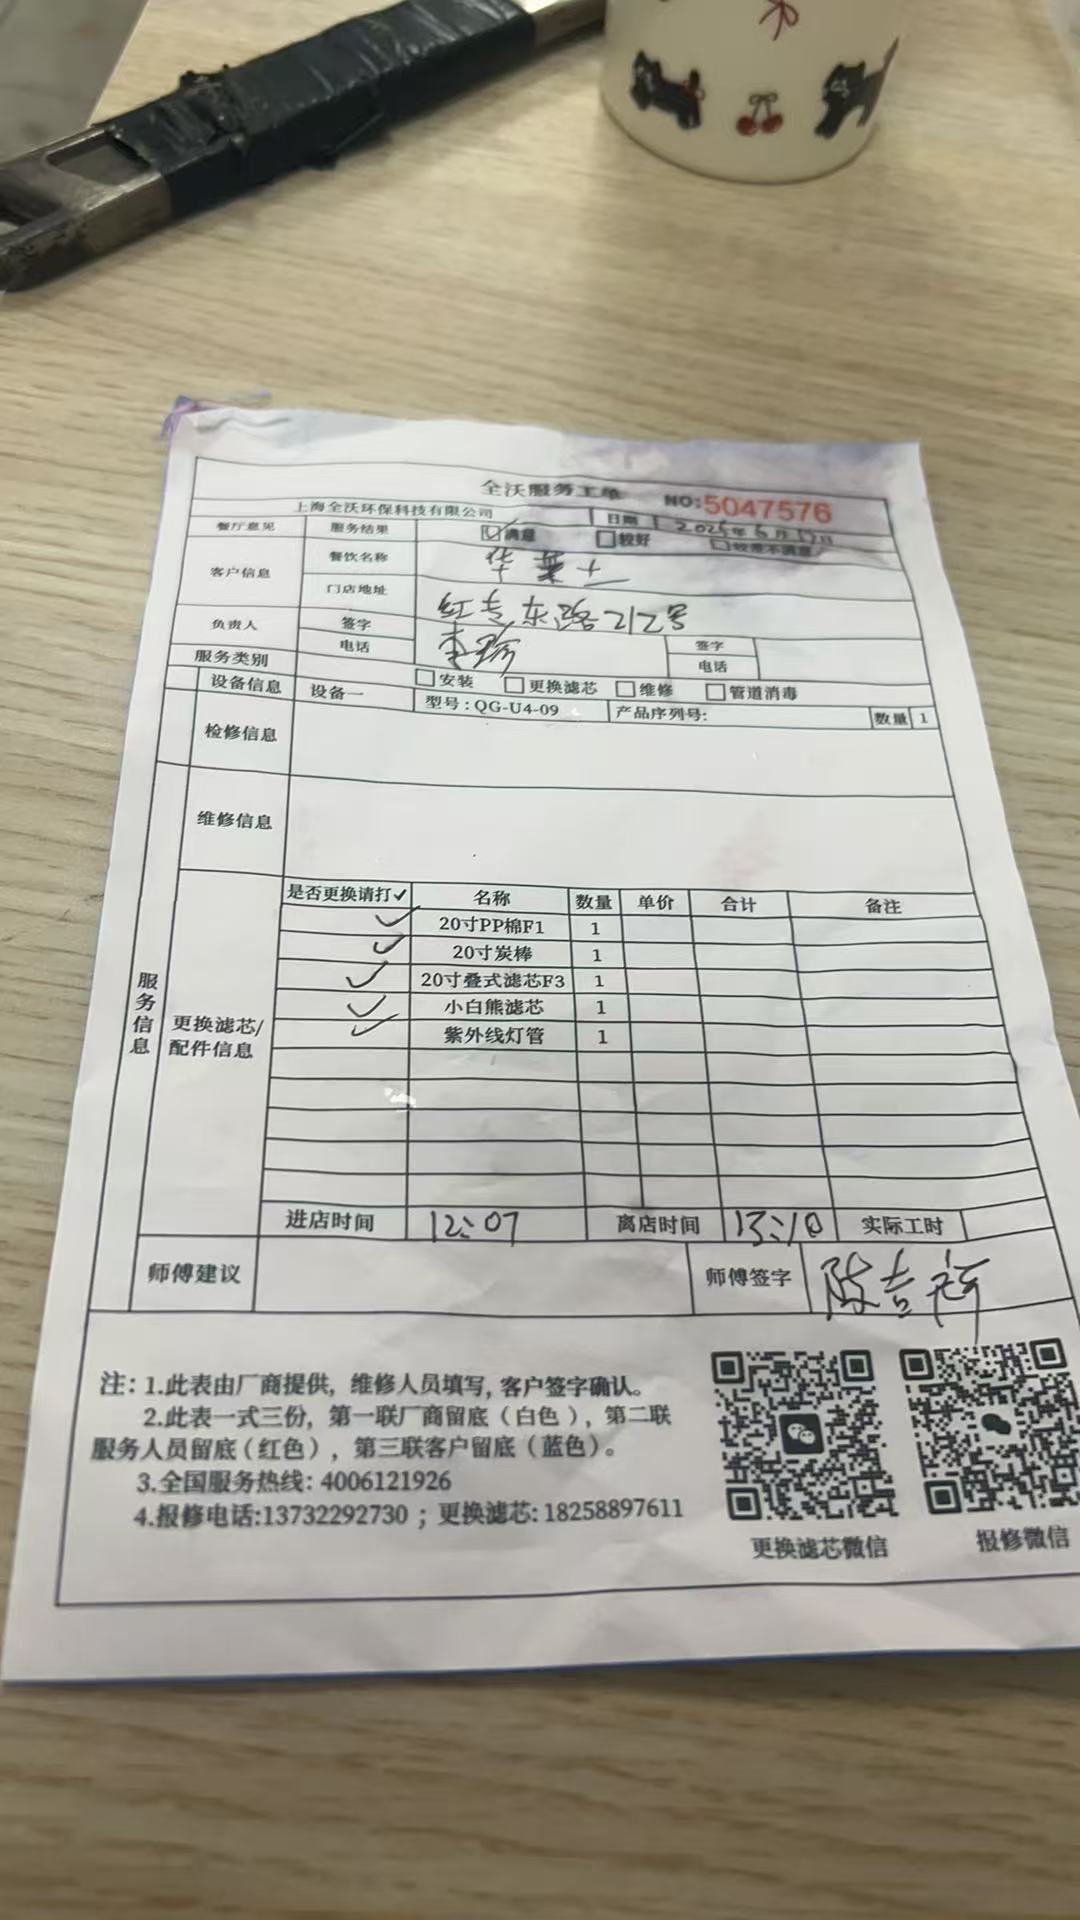 全沃服务工单 NO:5047576
上海全沃环保科技有限公司 日期
餐厅意见 服务结果 满意 较好 较差不满意
客户信息 餐饮名称 华莱士
门店地址 红专东路212号
负责人 签字 李 签字
电话 电话
服务类别 安装 更换滤芯 维修 管道消毒
设备信息 设备一 型号:QG-U4-09 产品序列号: 数量 1
检修信息
维修信息
服务信息
更换滤芯/
配件信息
是否更换请打✓ 名称 数量 单价 合计 备注
✓ 20寸PP棉F1 1
✓ 20寸炭棒 1
✓ 20寸叠式滤芯F3 1
✓ 小白熊滤芯 1
✓ 紫外线灯管 1
进店时间 12:07 离店时间 13:10 实际工时
师傅建议 师傅签字 陈吉祥
注:1.此表由厂商提供,维修人员填写,客户签字确认。
2.此表一式三份,第一联厂商留底(白色),第二联
服务人员留底(红色),第三联客户留底(蓝色)。
3.全国服务热线:4006121926
4.报修电话:13732292730;更换滤芯:18258897611
更换滤芯微信 报修微信